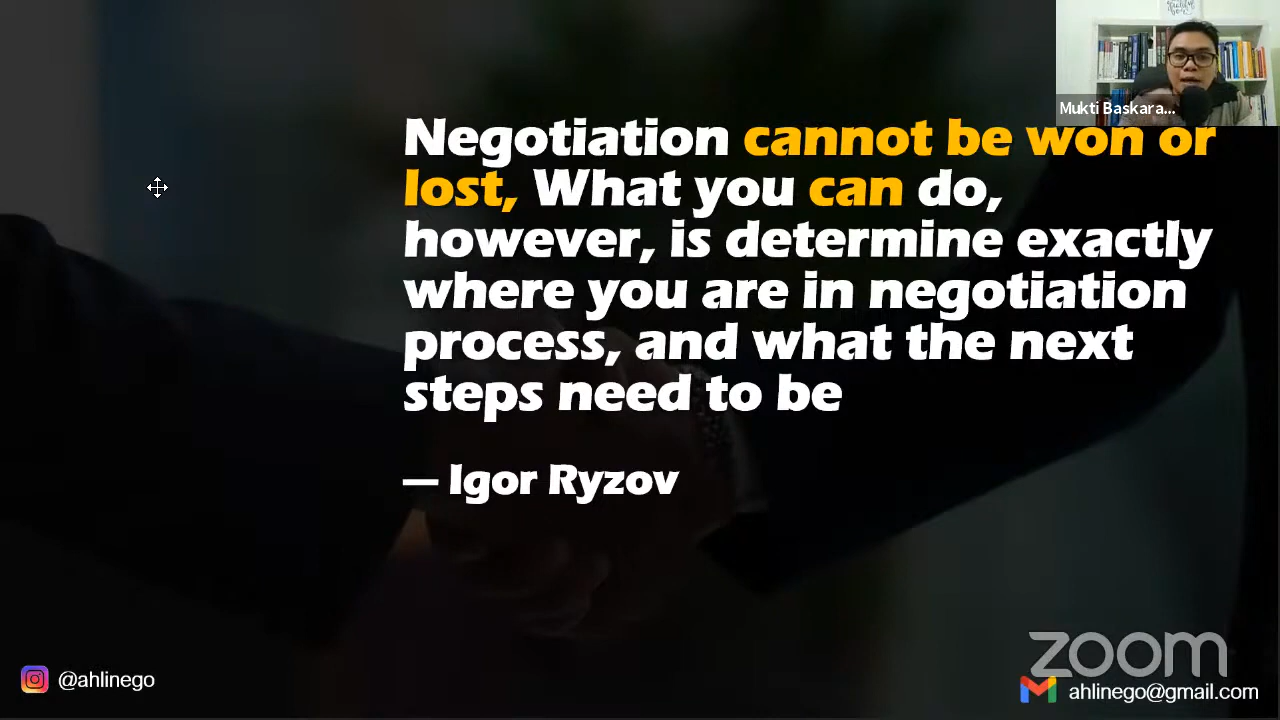 Mukti Baskara...
Negotiation cannot be won or
lost, What you can do,
however, is determine exactly
where you are in negotiation
process, and what the next
steps need to be
— Igor Ryzov
zoom
@ahlinego
ahlinego@gmail.com